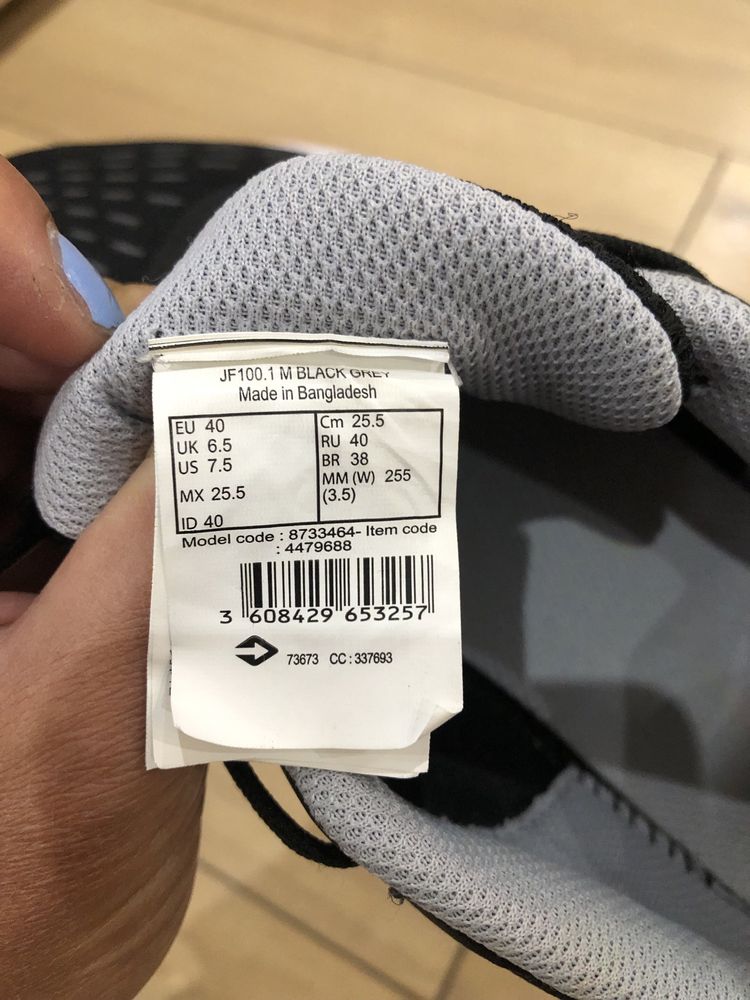 JF100.1 M BLACK GREY
Made in Bangladesh
EU 40
UK 6.5
US 7.5
MX 25.5
ID 40
Cm 25.5
RU 40
BR 38
MM (W) 255
(3.5)
Model code : 8733464- Item code
: 4479688
3 608429 653257
73673 CC : 337693